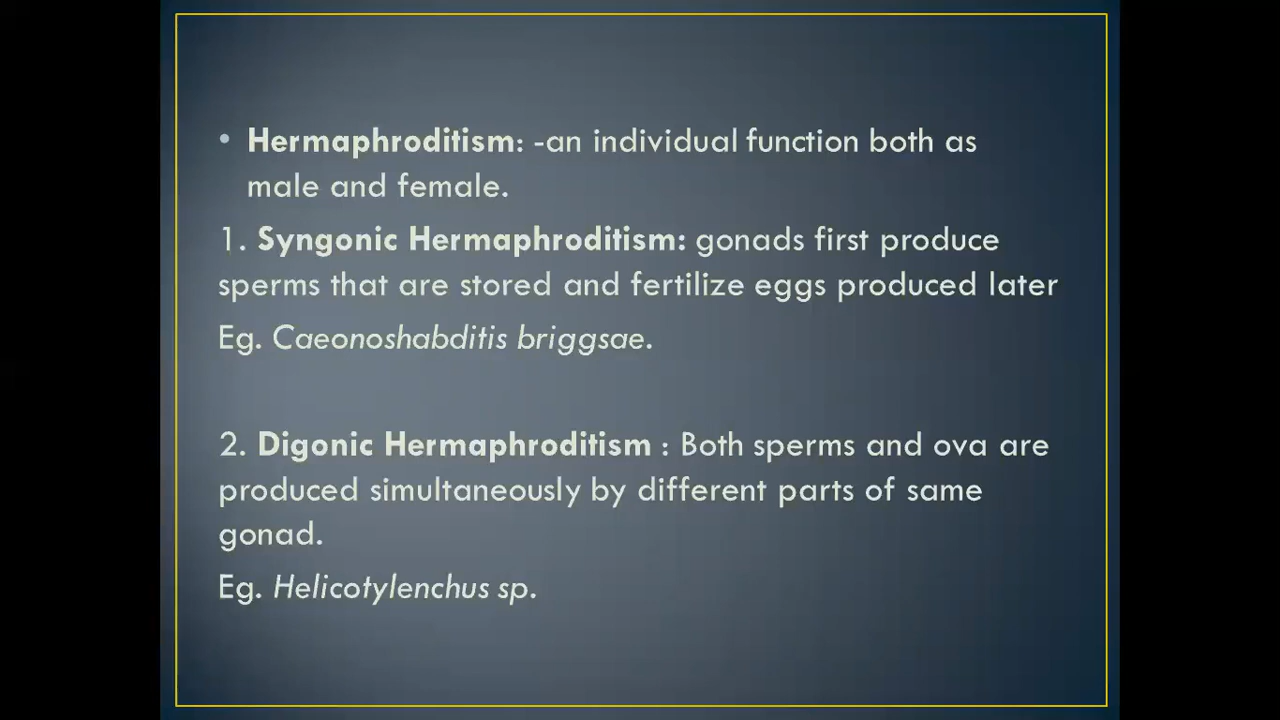 • Hermaphroditism: -an individual function both as
male and female.
1. Syngonic Hermaphroditism: gonads first produce
sperms that are stored and fertilize eggs produced later
Eg. Caeonoshabditis briggsae.
2. Digonic Hermaphroditism : Both sperms and ova are
produced simultaneously by different parts of same
gonad.
Eg. Helicotylenchus sp.